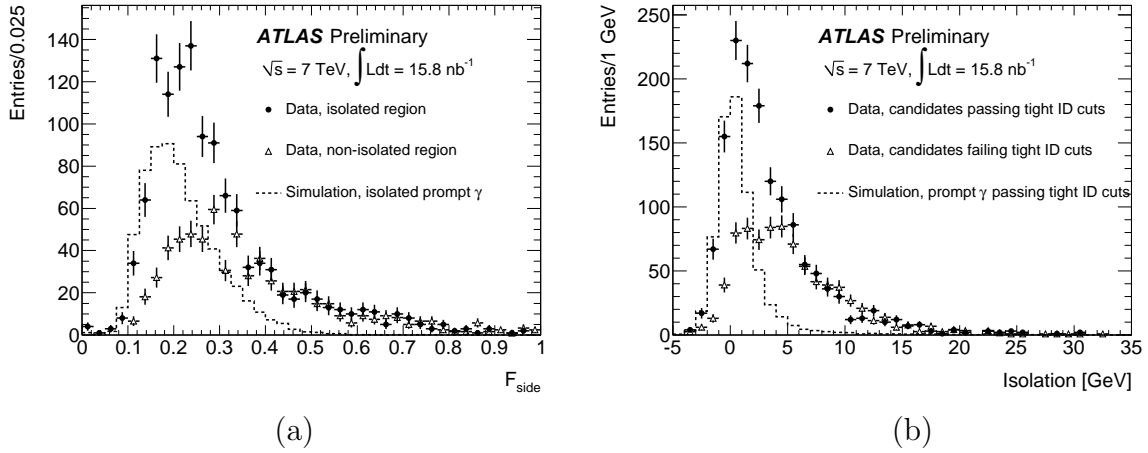 Entries/0.025
140
120
100
80
60
40
20
0
0 0.1 0.2 0.3 0.4 0.5 0.6 0.7 0.8 0.9 1
F_side
ATLAS Preliminary
√s = 7 TeV, ∫Ldt = 15.8 nb⁻¹
Data, isolated region
Data, non-isolated region
Simulation, isolated prompt γ
(a)
Entries/1 GeV
250
200
150
100
50
0
-5 0 5 10 15 20 25 30 35
Isolation [GeV]
ATLAS Preliminary
√s = 7 TeV, ∫Ldt = 15.8 nb⁻¹
Data, candidates passing tight ID cuts
Data, candidates failing tight ID cuts
Simulation, prompt γ passing tight ID cuts
(b)